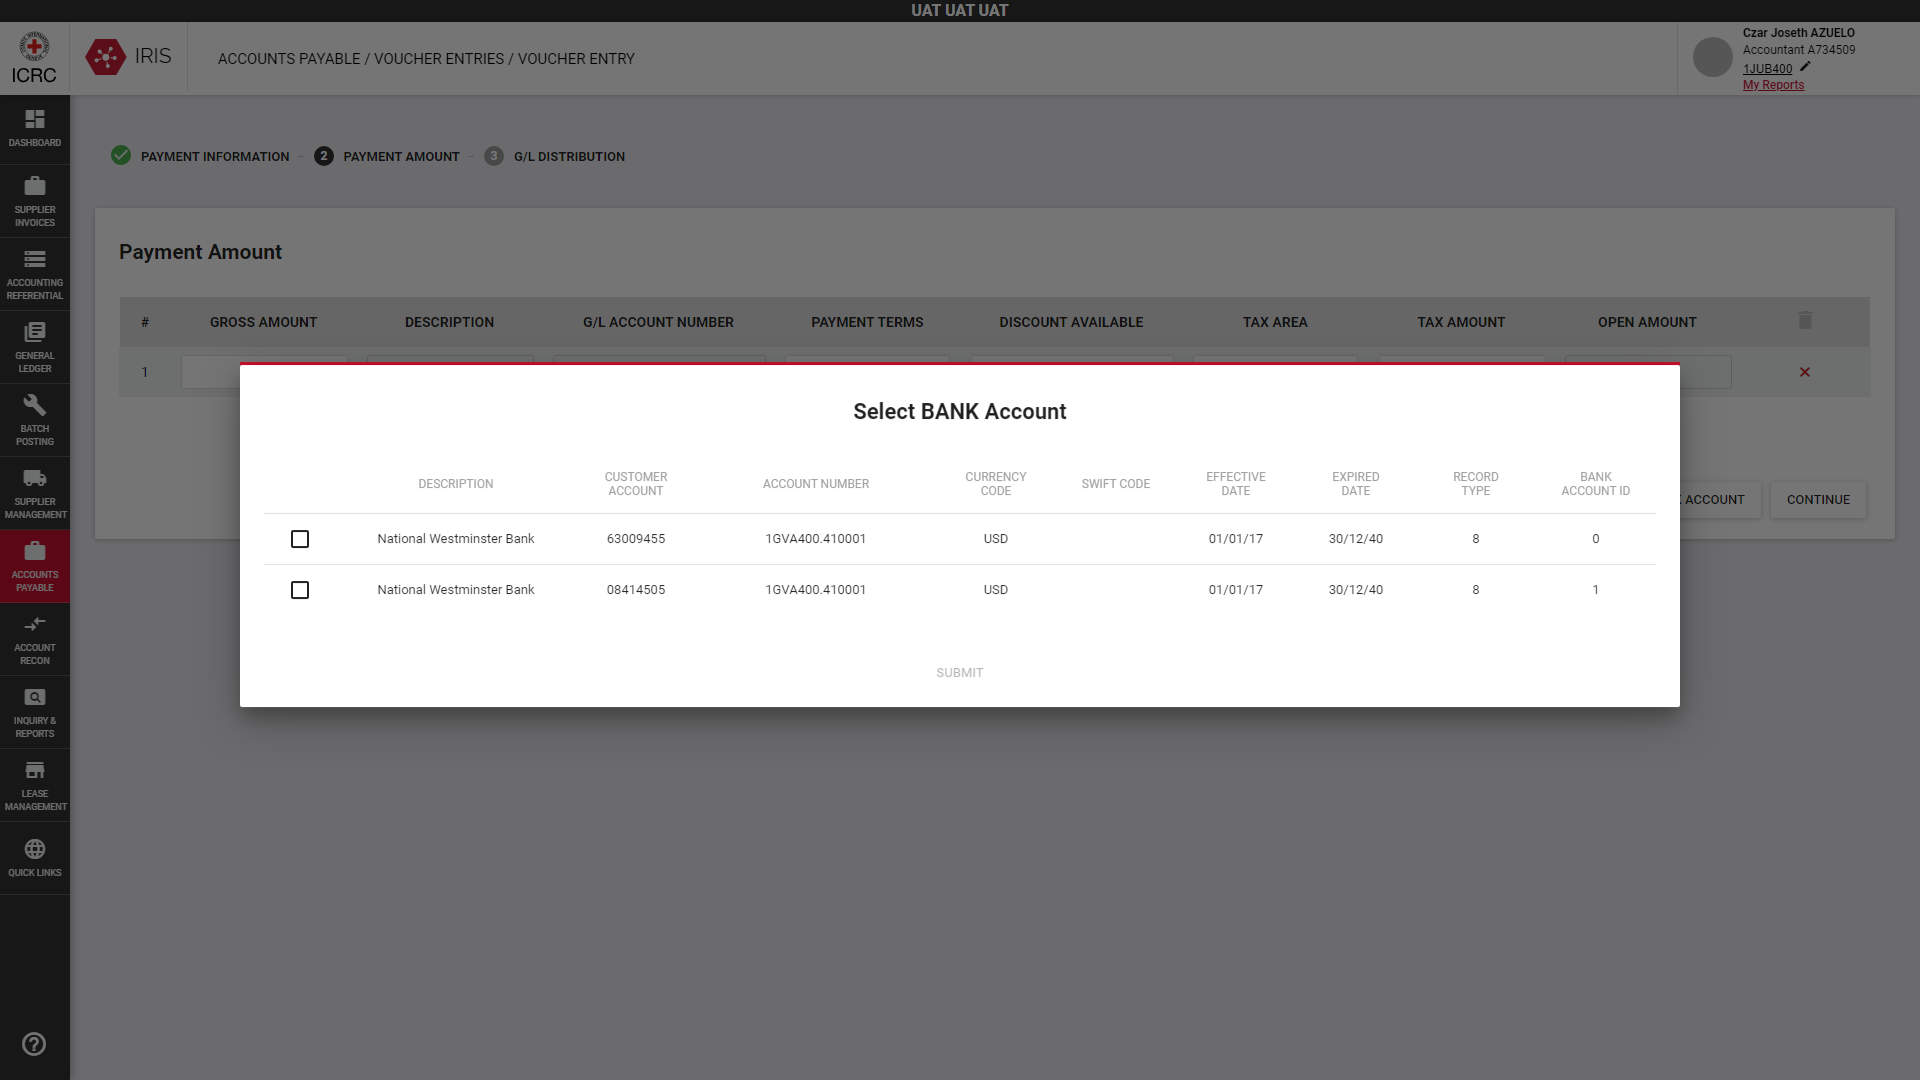 UAT UAT UAT
ICRC
IRIS
ACCOUNTS PAYABLE / VOUCHER ENTRIES / VOUCHER ENTRY
Czar Joseth AZUELO
Accountant A734509
1JUB400
My Reports
DASHBOARD
SUPPLIER
INVOICES
ACCOUNTING
REFERENTIAL
GENERAL
LEDGER
BATCH
POSTING
SUPPLIER
MANAGEMENT
ACCOUNTS
PAYABLE
ACCOUNT
RECON
INQUIRY &
REPORTS
LEASE
MANAGEMENT
QUICK LINKS
PAYMENT INFORMATION – 2 PAYMENT AMOUNT – 3 G/L DISTRIBUTION
Payment Amount
# GROSS AMOUNT DESCRIPTION G/L ACCOUNT NUMBER PAYMENT TERMS DISCOUNT AVAILABLE TAX AREA TAX AMOUNT OPEN AMOUNT
1
ACCOUNT CONTINUE
Select BANK Account
DESCRIPTION CUSTOMER ACCOUNT ACCOUNT NUMBER CURRENCY CODE SWIFT CODE EFFECTIVE DATE EXPIRED DATE RECORD TYPE BANK ACCOUNT ID
National Westminster Bank 63009455 1GVA400.410001 USD 01/01/17 30/12/40 8 0
National Westminster Bank 08414505 1GVA400.410001 USD 01/01/17 30/12/40 8 1
SUBMIT